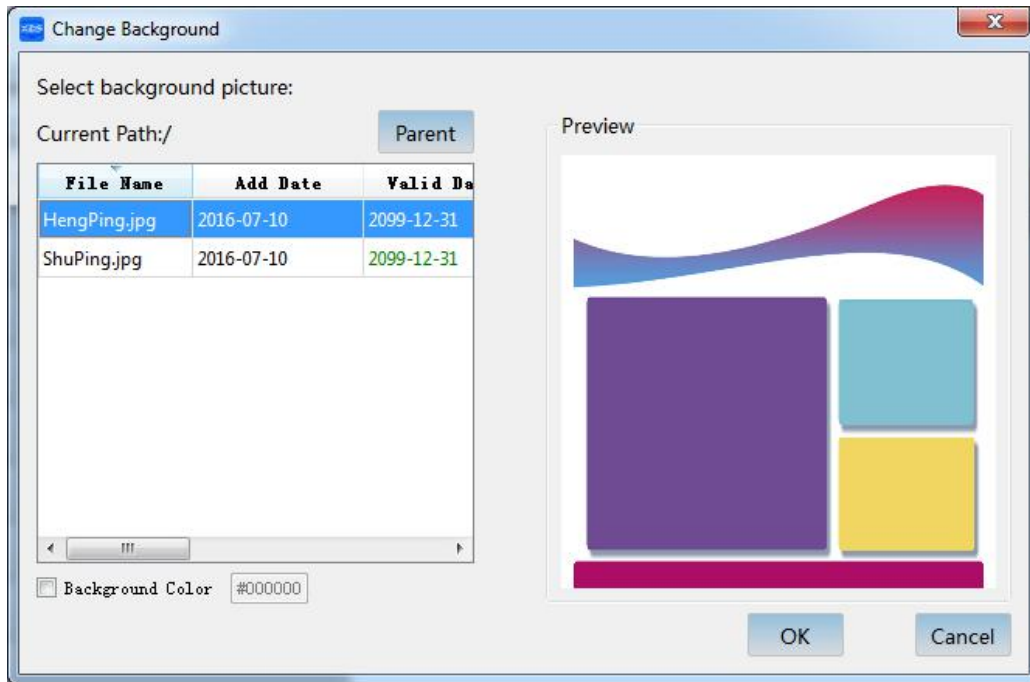 Change Background
Select background picture:
Current Path:/
Parent
File Name Add Date Valid Da
HengPing.jpg 2016-07-10 2099-12-31
ShuPing.jpg 2016-07-10 2099-12-31
Background Color #000000
Preview
OK Cancel